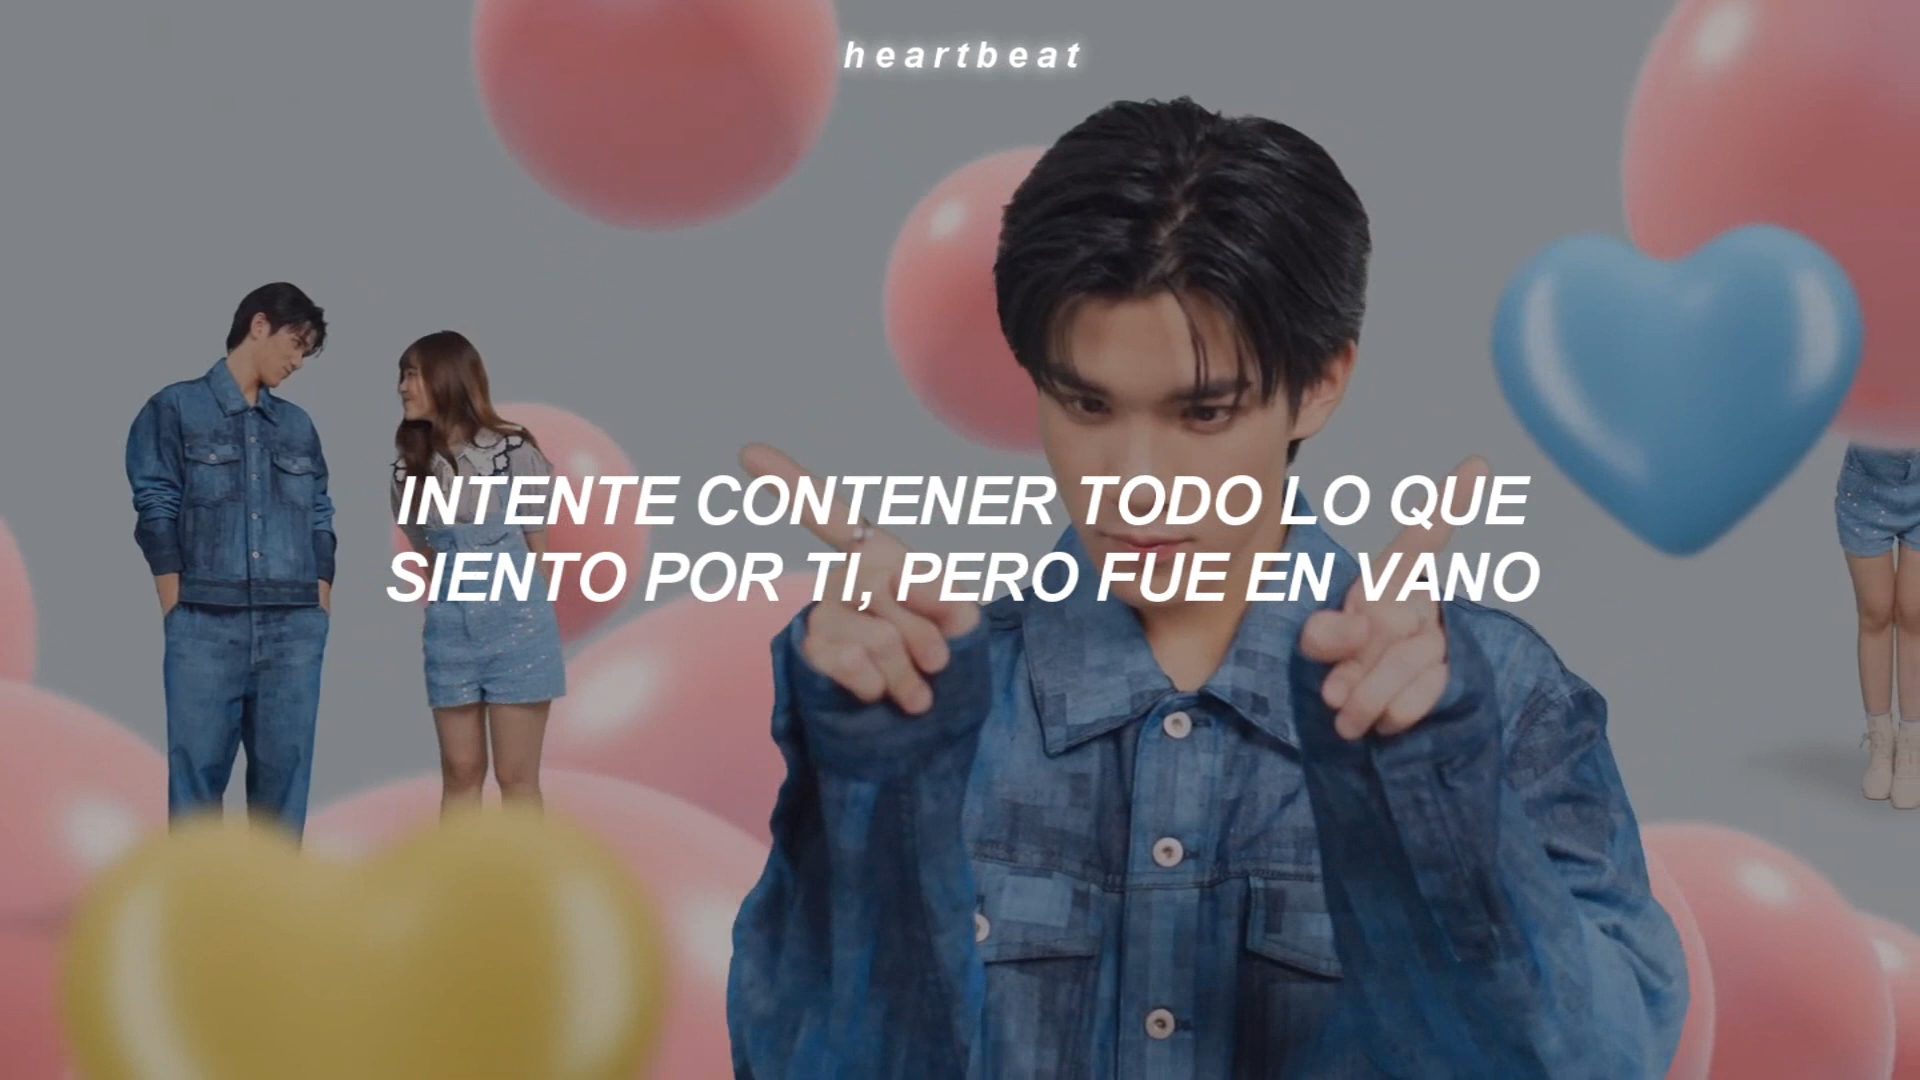 heartbeat
INTENTE CONTENER TODO LO QUE
SIENTO POR TI, PERO FUE EN VANO